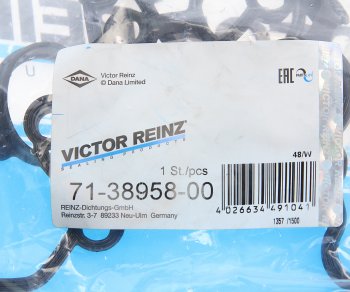 DANA
Victor Reinz
© Dana Limited
EAC
VICTOR REINZ
SEALING PRODUCTS
48/W
1 St./pcs
71-38958-00
REINZ-Dichtungs-GmbH
Reinzstr. 3-7 89233 Neu-Ulm Germany
4 026634 491041
1357 /1500